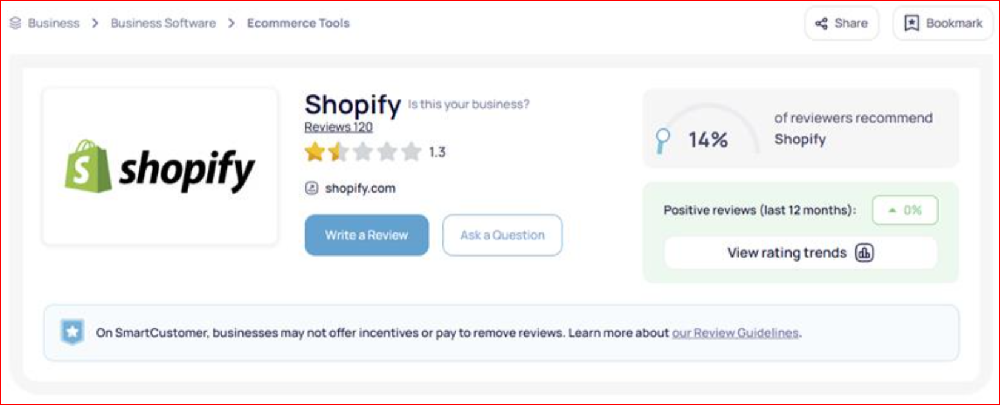 Business > Business Software > Ecommerce Tools
Share
Bookmark
shopify
Shopify Is this your business?
Reviews 120
1.3
shopify.com
Write a Review
Ask a Question
14%
of reviewers recommend
Shopify
Positive reviews (last 12 months):
0%
View rating trends
On SmartCustomer, businesses may not offer incentives or pay to remove reviews. Learn more about our Review Guidelines.